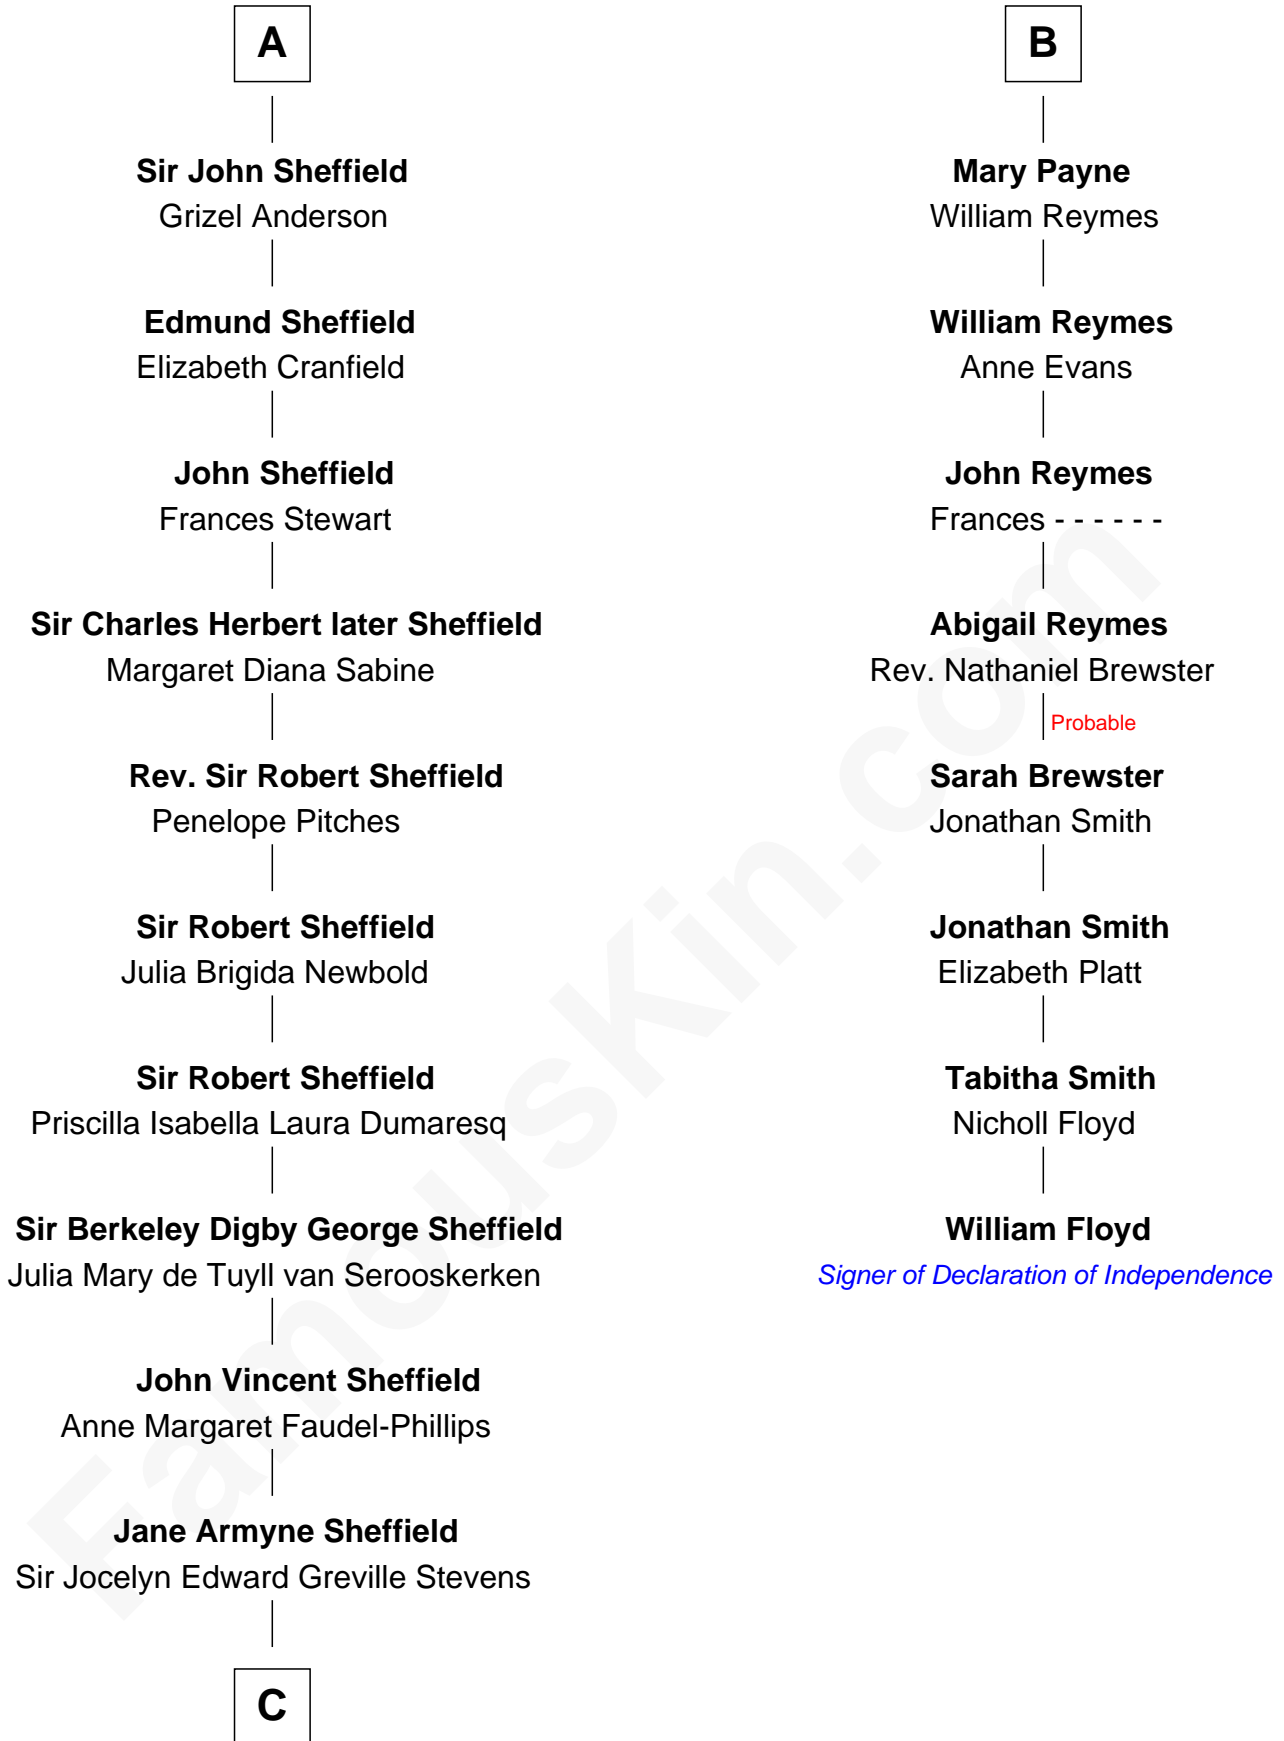 A
Sir John Sheffield
Grizel Anderson
Edmund Sheffield
Elizabeth Cranfield
John Sheffield
Frances Stewart
Sir Charles Herbert later Sheffield
Margaret Diana Sabine
Rev. Sir Robert Sheffield
Penelope Pitches
Sir Robert Sheffield
Julia Brigida Newbold
Sir Robert Sheffield
Priscilla Isabella Laura Dumaresq
Sir Berkeley Digby George Sheffield
Julia Mary de Tuyll van Serooskerken
John Vincent Sheffield
Anne Margaret Faudel-Phillips
Jane Armyne Sheffield
Sir Jocelyn Edward Greville Stevens
C
B
Mary Payne
William Reymes
William Reymes
Anne Evans
John Reymes
Frances - - - - - -
Abigail Reymes
Rev. Nathaniel Brewster
Probable
Sarah Brewster
Jonathan Smith
Jonathan Smith
Elizabeth Platt
Tabitha Smith
Nicholl Floyd
William Floyd
Signer of Declaration of Independence
FamousKin.com